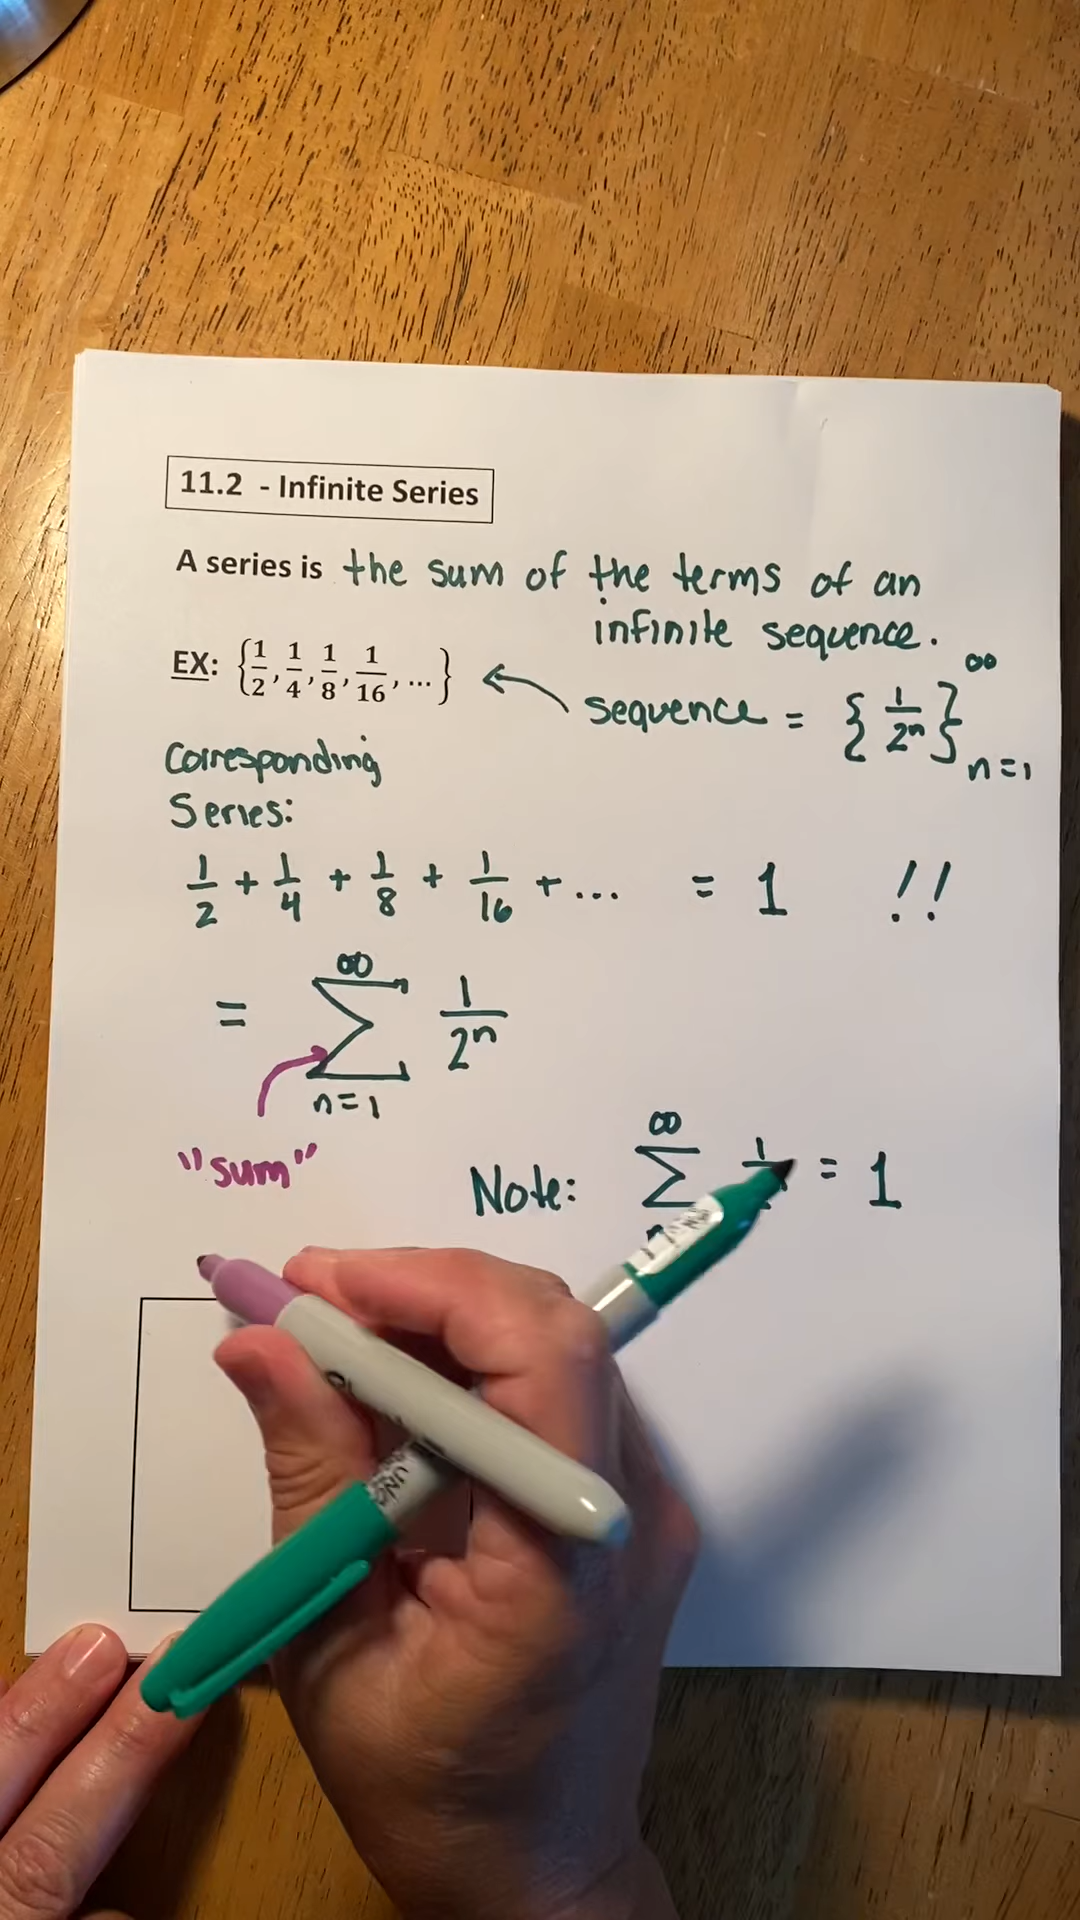 11.2 - Infinite Series
A series is the sum of the terms of an
infinite sequence.
EX: {1/2, 1/4, 1/8, 1/16, ...}
sequence = {1/2ⁿ}
∞
n=1
Corresponding
Series:
1/2 + 1/4 + 1/8 + 1/16 + ... = 1 !!
∞
= Σ 1/2ⁿ
n=1
"sum"
∞
Note: Σ = 1